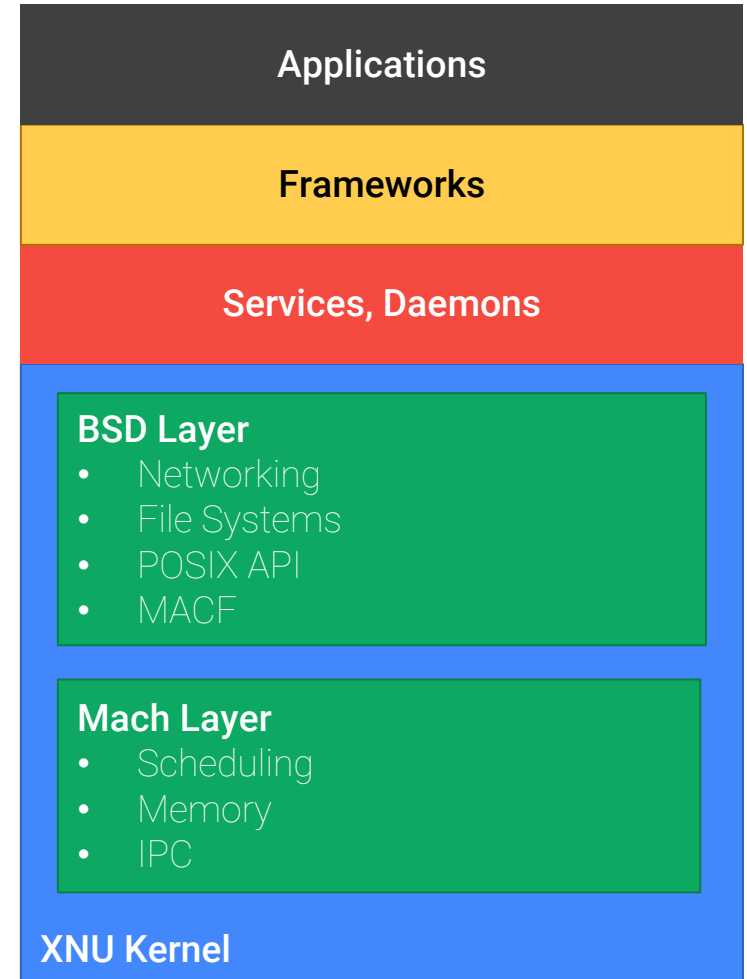 Applications
Frameworks
Services, Daemons
BSD Layer
• Networking
• File Systems
• POSIX API
• MACF
Mach Layer
• Scheduling
• Memory
• IPC
XNU Kernel